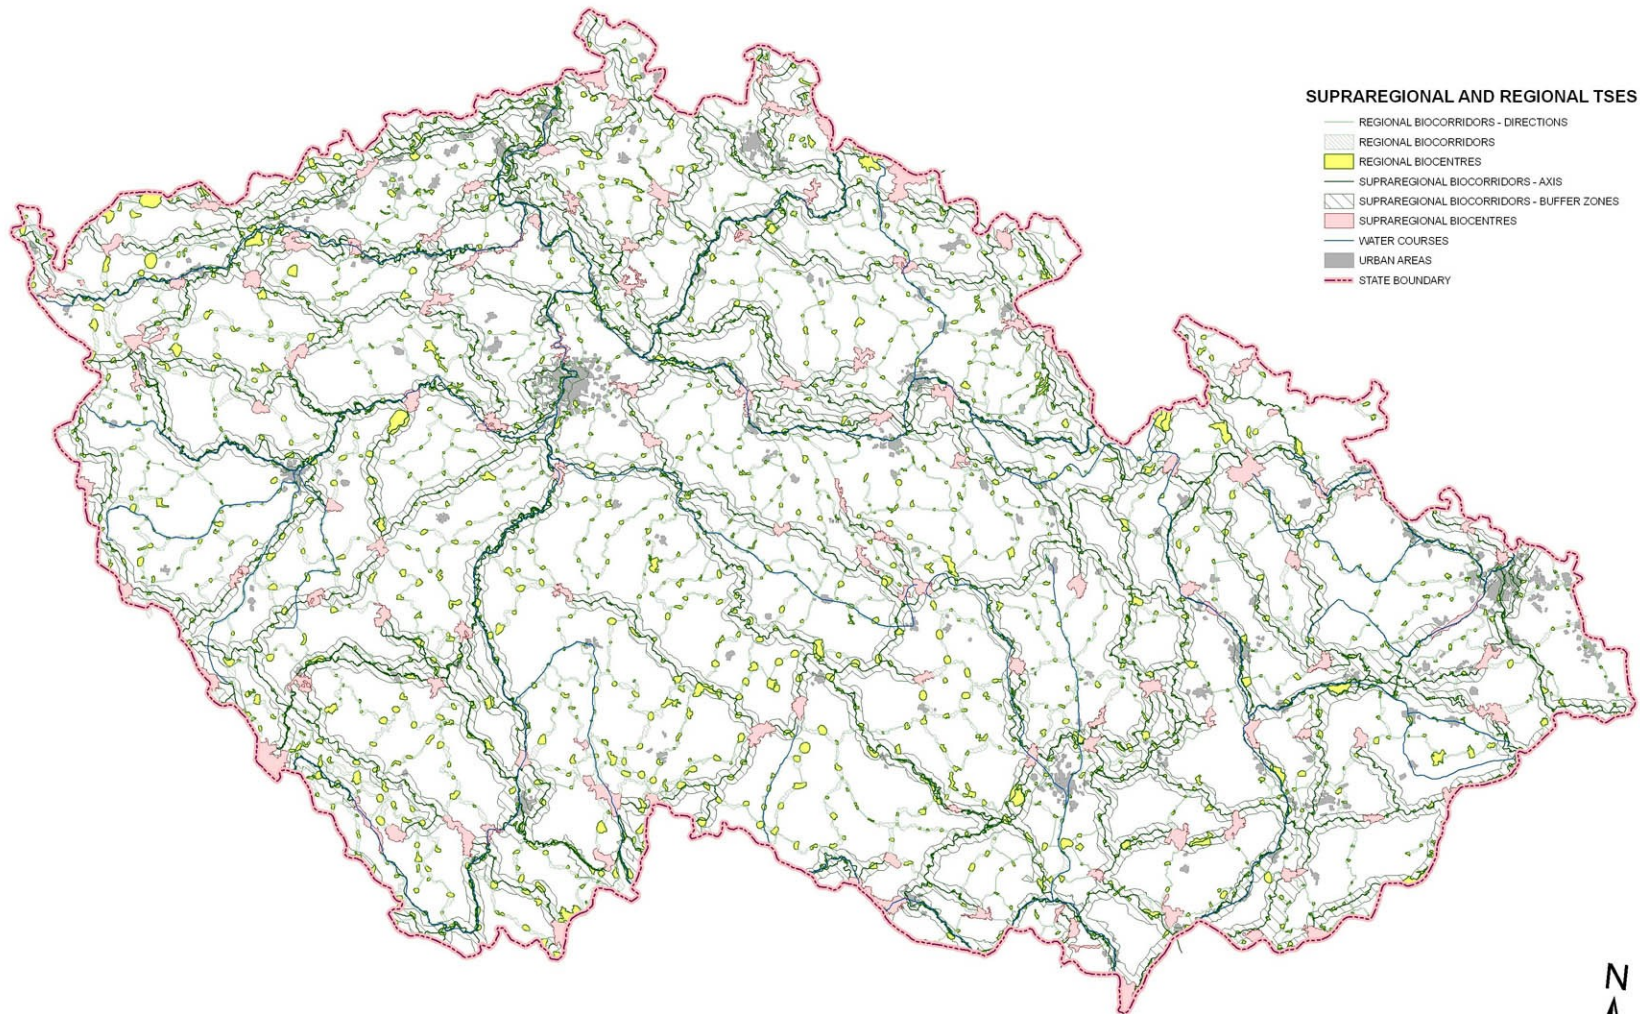 SUPRAREGIONAL AND REGIONAL TSES
REGIONAL BIOCORRIDORS - DIRECTIONS
REGIONAL BIOCORRIDORS
REGIONAL BIOCENTRES
SUPRAREGIONAL BIOCORRIDORS - AXIS
SUPRAREGIONAL BIOCORRIDORS - BUFFER ZONES
SUPRAREGIONAL BIOCENTRES
WATER COURSES
URBAN AREAS
STATE BOUNDARY
N